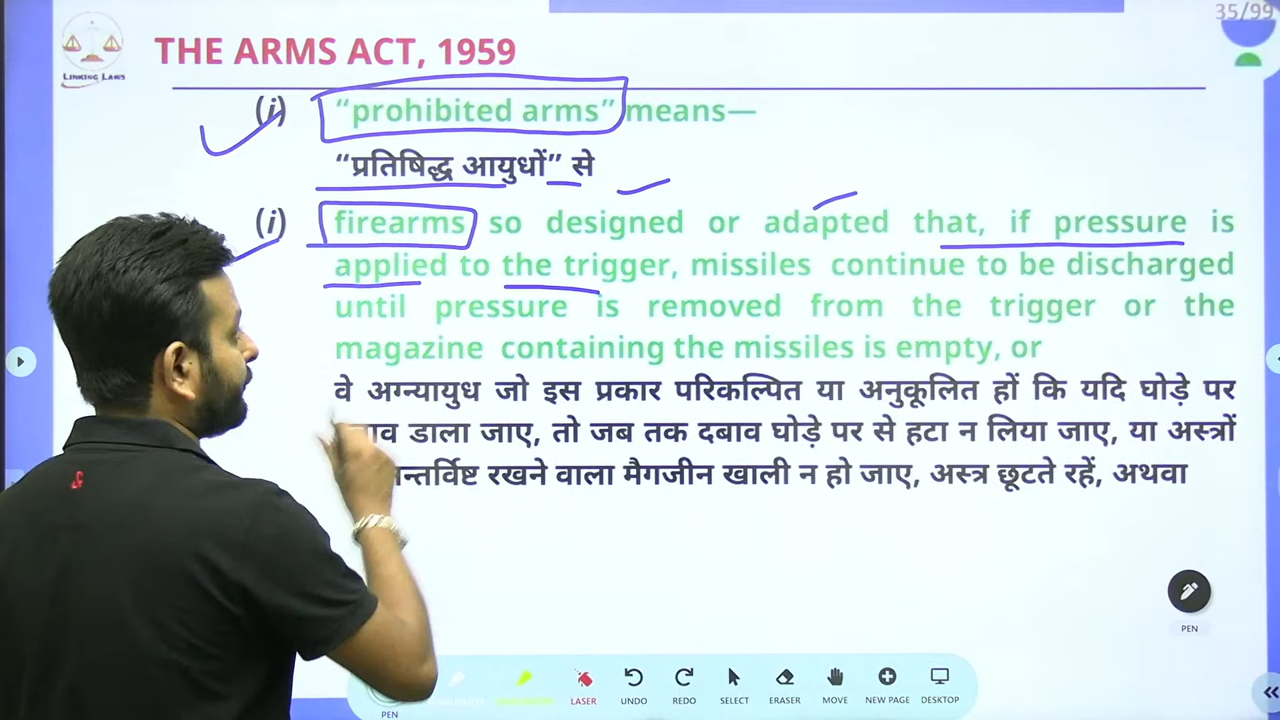 35/99
THE ARMS ACT, 1959
LINKING LAWS
(i) “prohibited arms” means—
“प्रतिषिद्ध आयुधों” से
(i) firearms so designed or adapted that, if pressure is
applied to the trigger, missiles continue to be discharged
until pressure is removed from the trigger or the
magazine containing the missiles is empty, or
वे अग्न्यायुध जो इस प्रकार परिकल्पित या अनुकूलित हों कि यदि घोड़े पर
डाला जाए, तो जब तक दबाव घोड़े पर से हटा न लिया जाए, या अस्त्रों
रखने वाला मैगजीन खाली न हो जाए, अस्त्र छूटते रहें, अथवा
PEN
PEN LASER UNDO REDO SELECT ERASER MOVE NEW PAGE DESKTOP